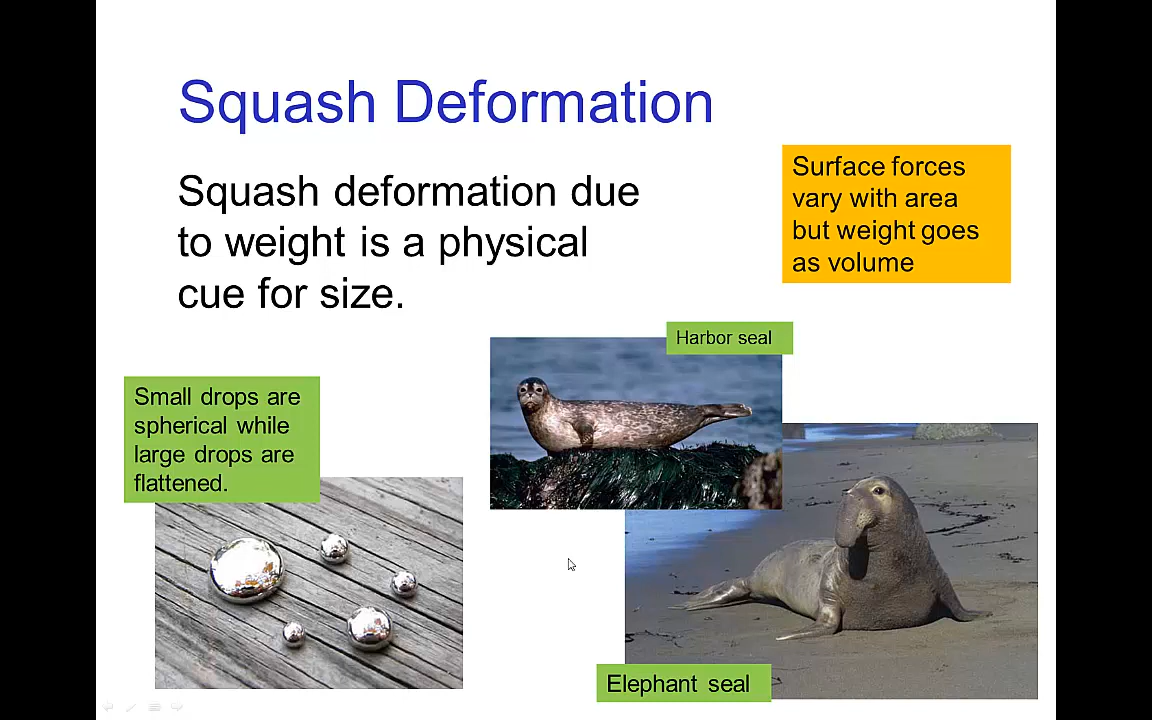 Squash Deformation
Squash deformation due
to weight is a physical
cue for size.
Surface forces
vary with area
but weight goes
as volume
Harbor seal
Small drops are
spherical while
large drops are
flattened.
Elephant seal